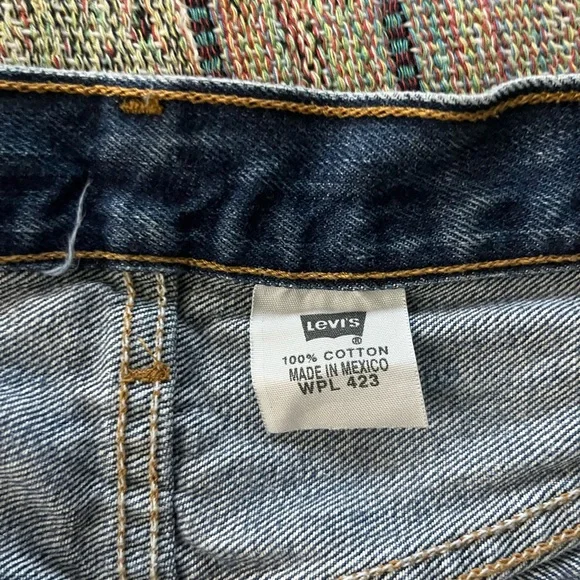 Levi's
®
100% COTTON
MADE IN MEXICO
WPL 423